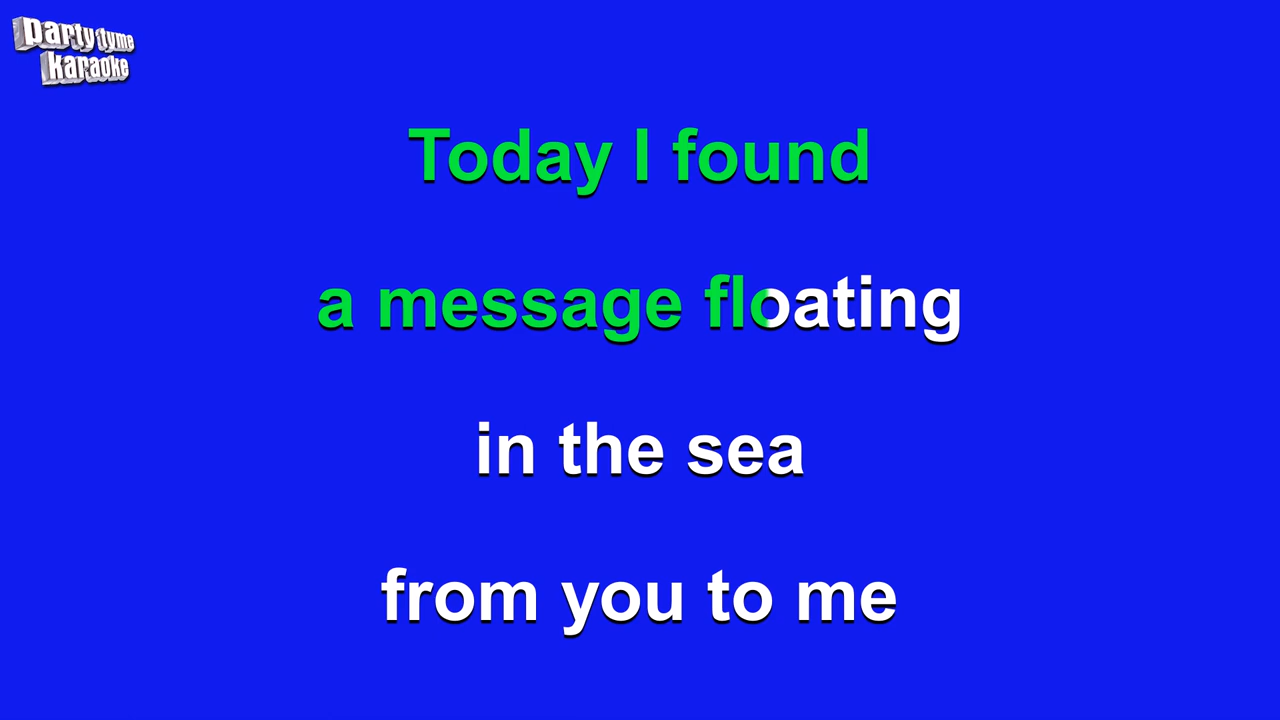 party tyme
karaoke
Today I found
a message floating
in the sea
from you to me